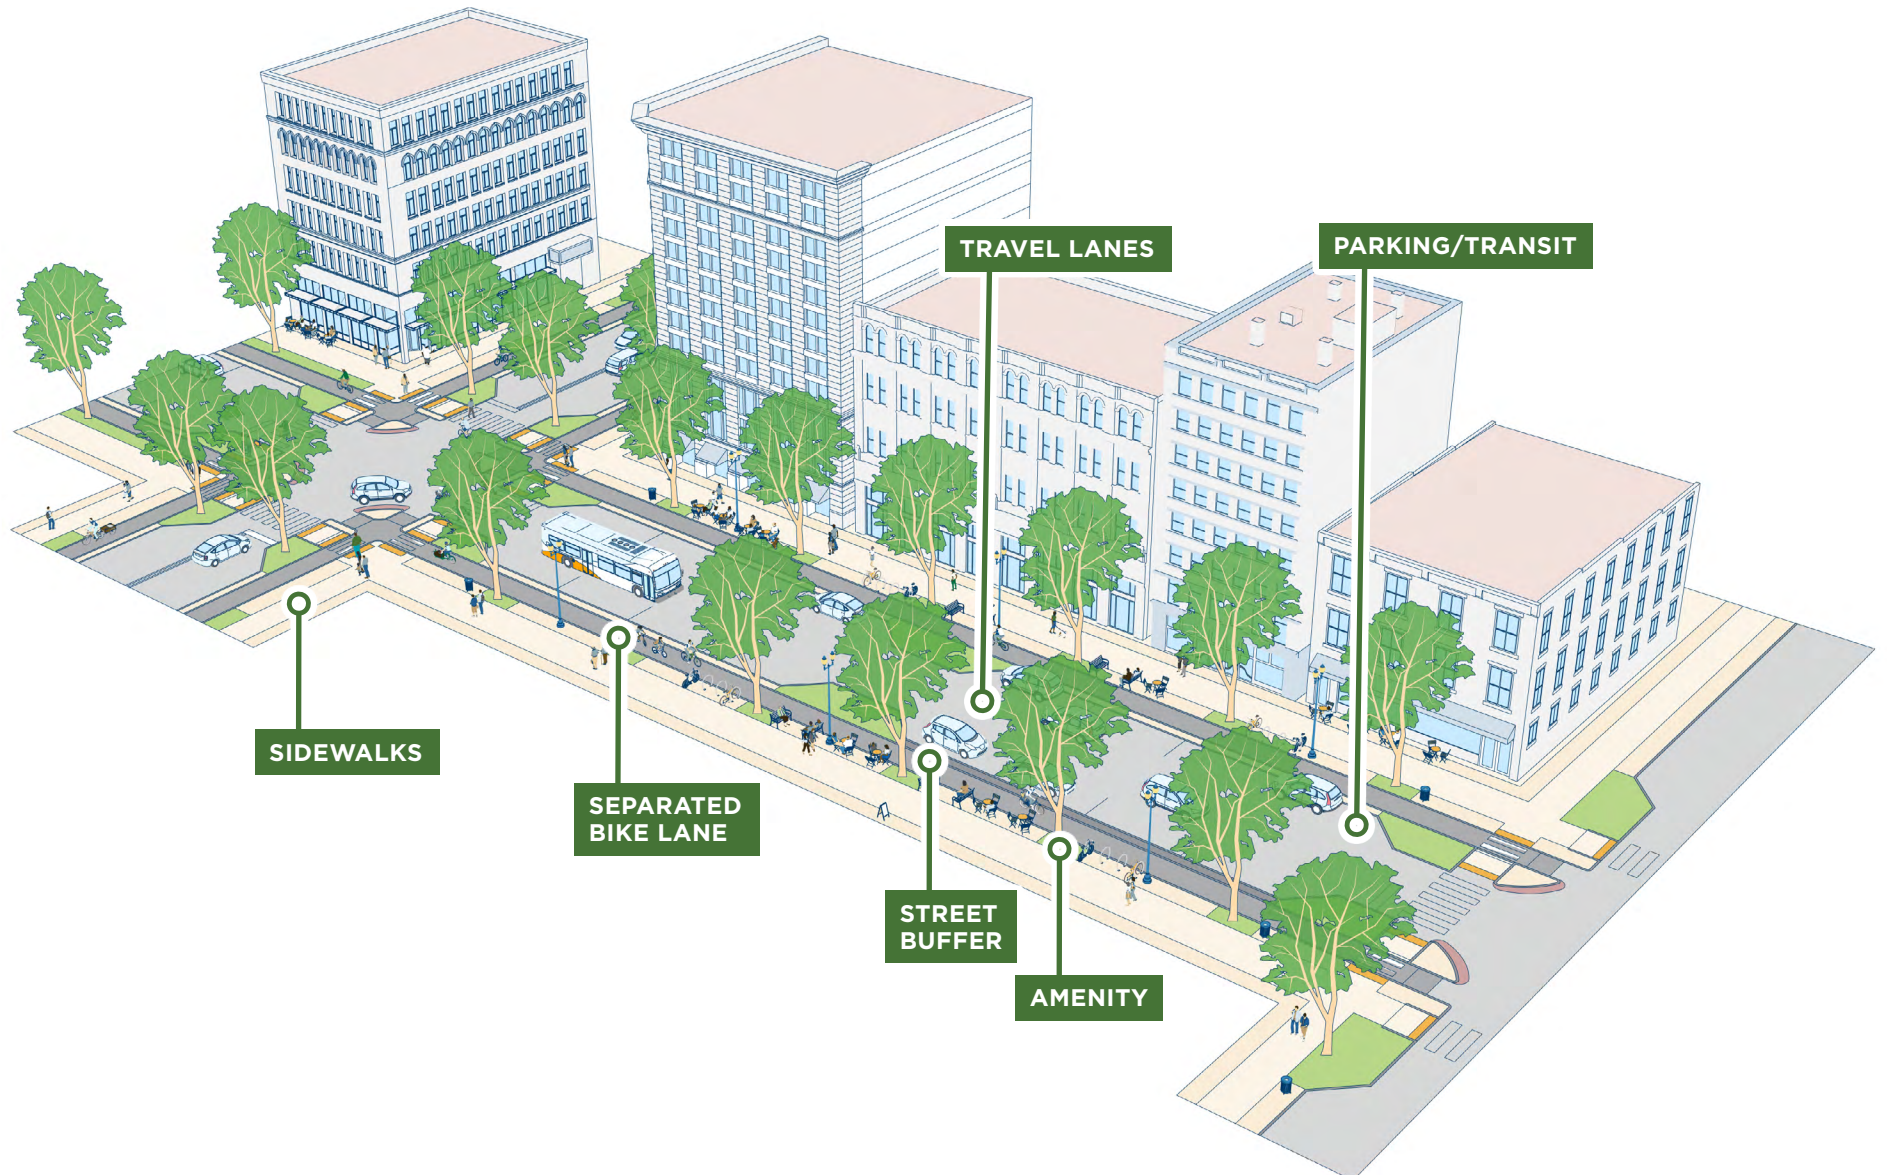 TRAVEL LANES
PARKING/TRANSIT
SIDEWALKS
SEPARATED
BIKE LANE
STREET
BUFFER
AMENITY